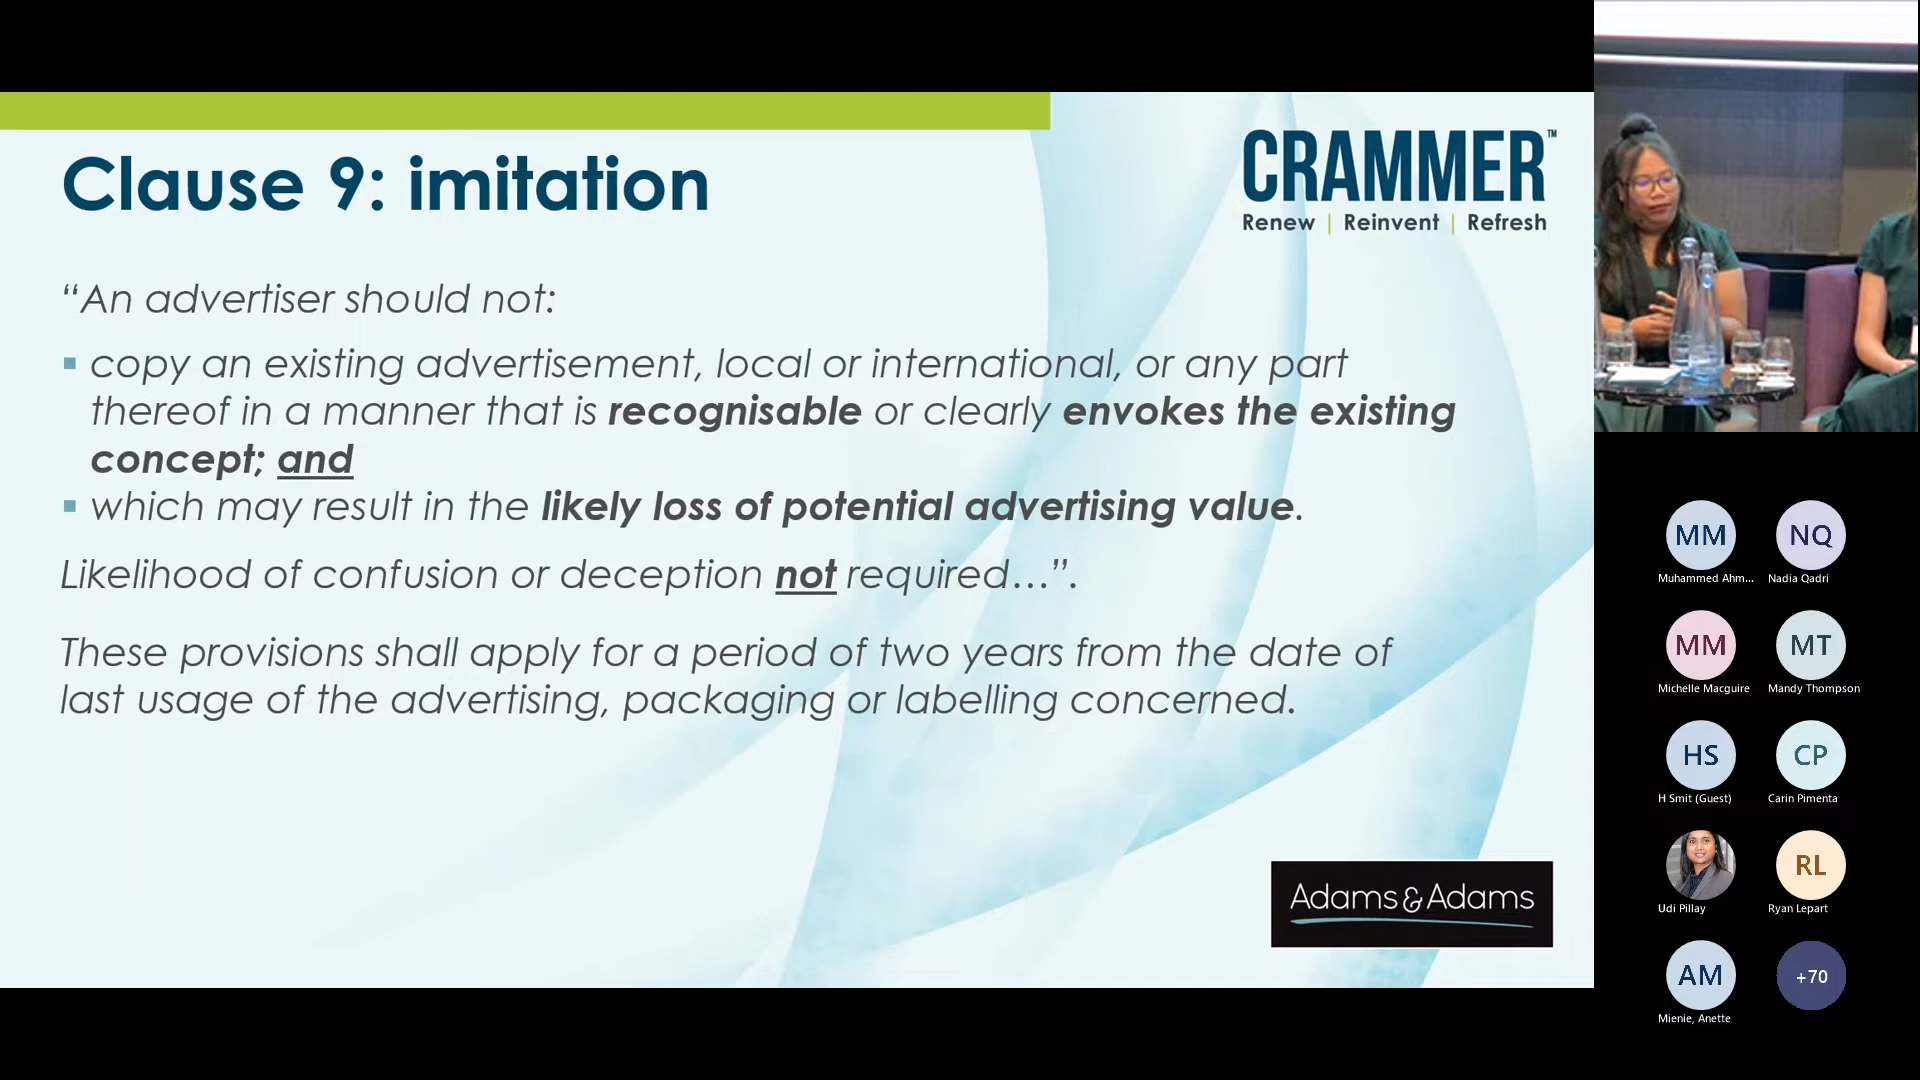 Clause 9: imitation
CRAMMER™
Renew | Reinvent | Refresh
“An advertiser should not:
▪ copy an existing advertisement, local or international, or any part
thereof in a manner that is recognisable or clearly envokes the existing
concept; and
▪ which may result in the likely loss of potential advertising value.
Likelihood of confusion or deception not required…”.
These provisions shall apply for a period of two years from the date of
last usage of the advertising, packaging or labelling concerned.
Adams&Adams
MM
NQ
Muhammed Ahm...
Nadia Qadri
MM
MT
Michelle Macguire
Mandy Thompson
HS
CP
H Smit (Guest)
Carin Pimenta
RL
Udi Pillay
Ryan Lepart
AM
+70
Mienie, Anette